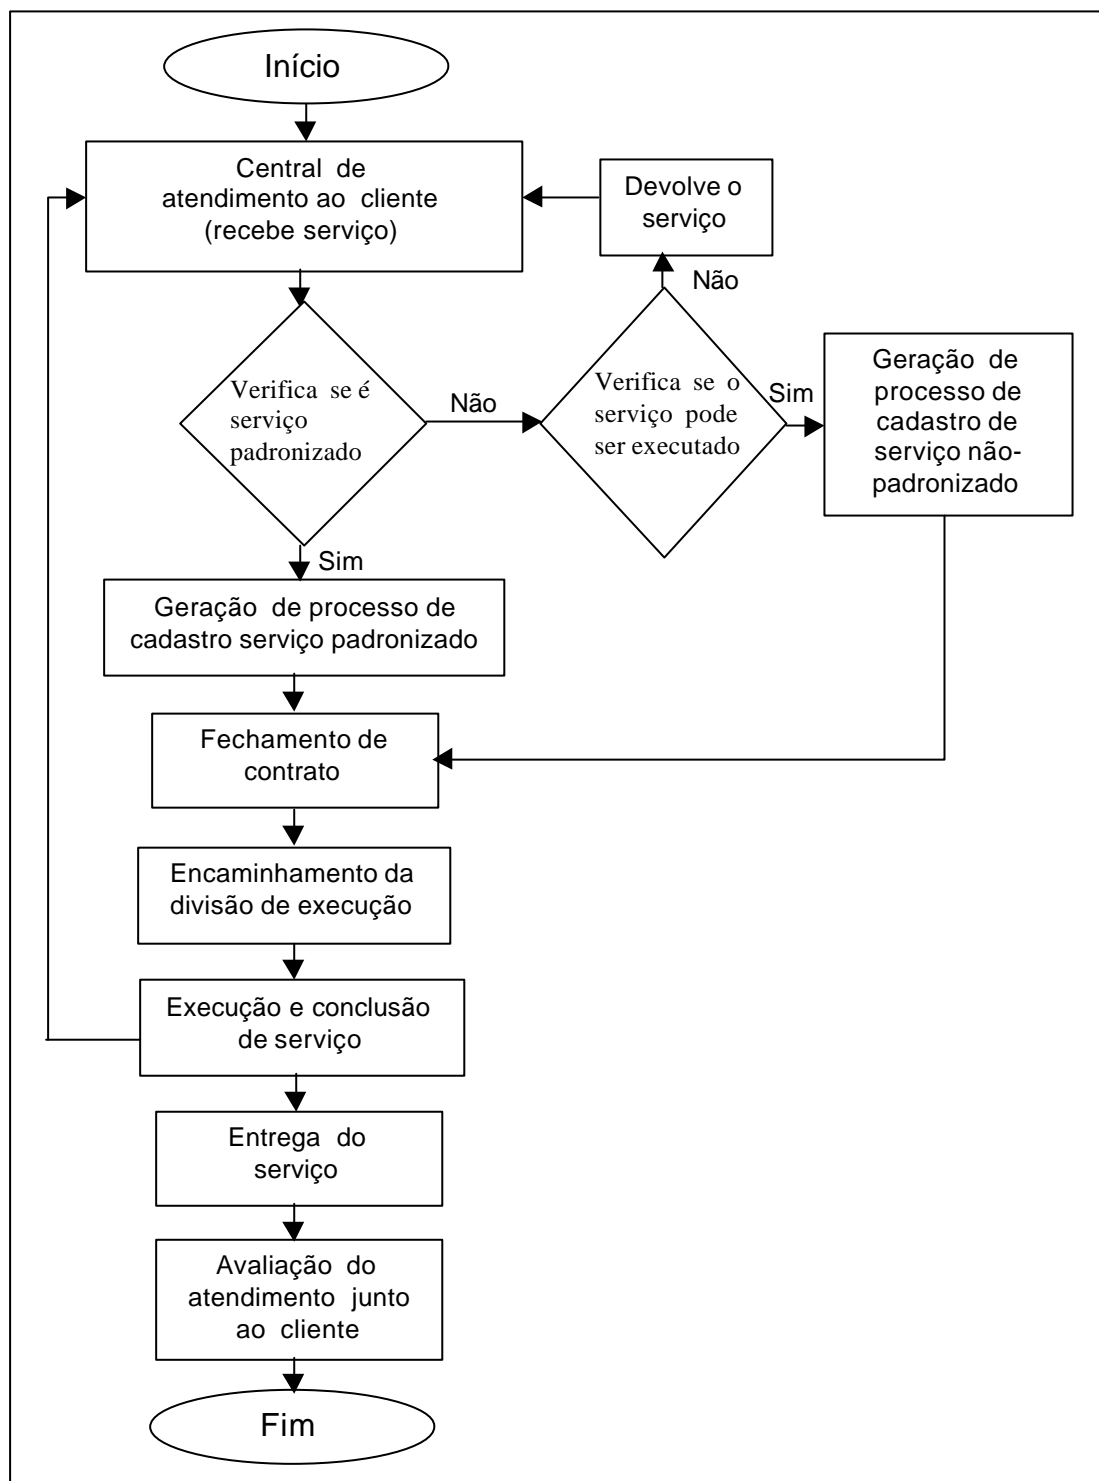 Início
Central de
atendimento ao cliente
(recebe serviço)
Devolve o
serviço
Não
Verifica se é
serviço
padronizado
Não
Verifica se o
serviço pode
ser executado
Sim
Geração de
processo de
cadastro de
serviço não-
padronizado
Sim
Geração de processo de
cadastro serviço padronizado
Fechamento de
contrato
Encaminhamento da
divisão de execução
Execução e conclusão
de serviço
Entrega do
serviço
Avaliação do
atendimento junto
ao cliente
Fim